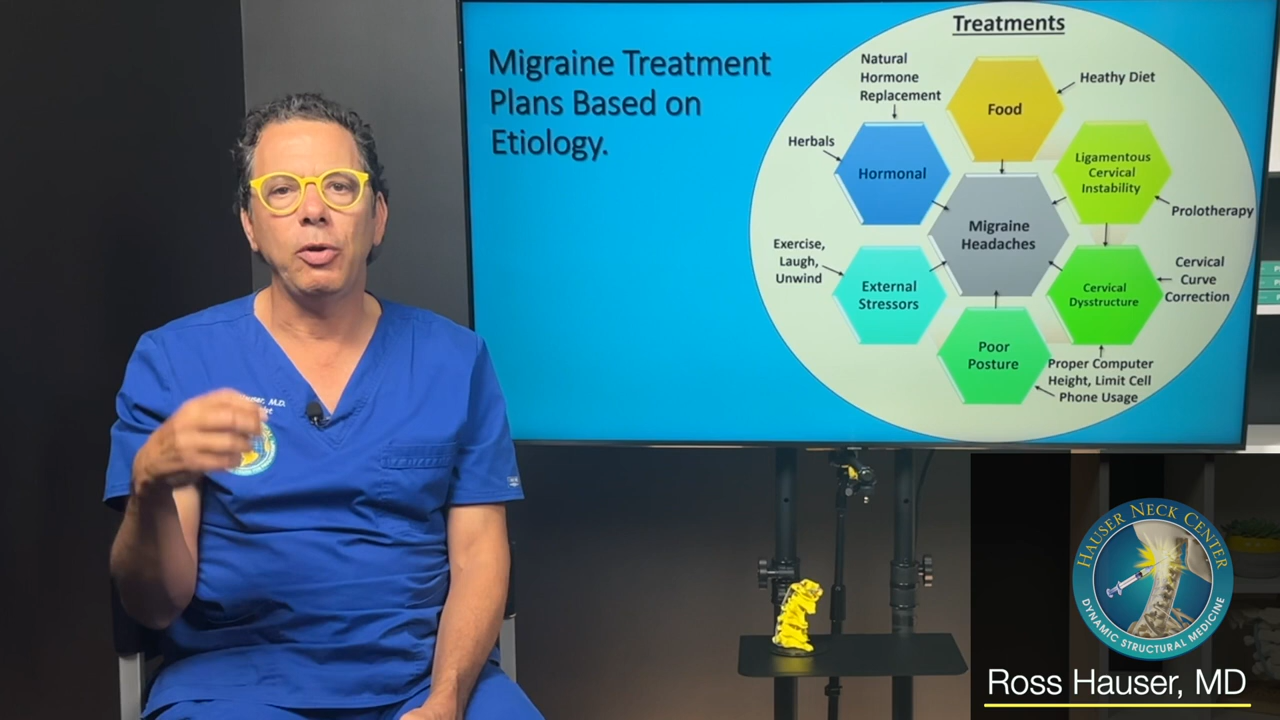 Migraine Treatment
Plans Based on
Etiology.
Treatments
Natural
Hormone
Replacement
Heathy Diet
Food
Herbals
Hormonal
Ligamentous
Cervical
Instability
Prolotherapy
Migraine
Headaches
Exercise,
Laugh,
Unwind
External
Stressors
Cervical
Dysstructure
Cervical
Curve
Correction
Poor
Posture
Proper Computer
Height, Limit Cell
Phone Usage
M.D.
HAUSER NECK CENTER
DYNAMIC STRUCTURAL MEDICINE
Ross Hauser, MD